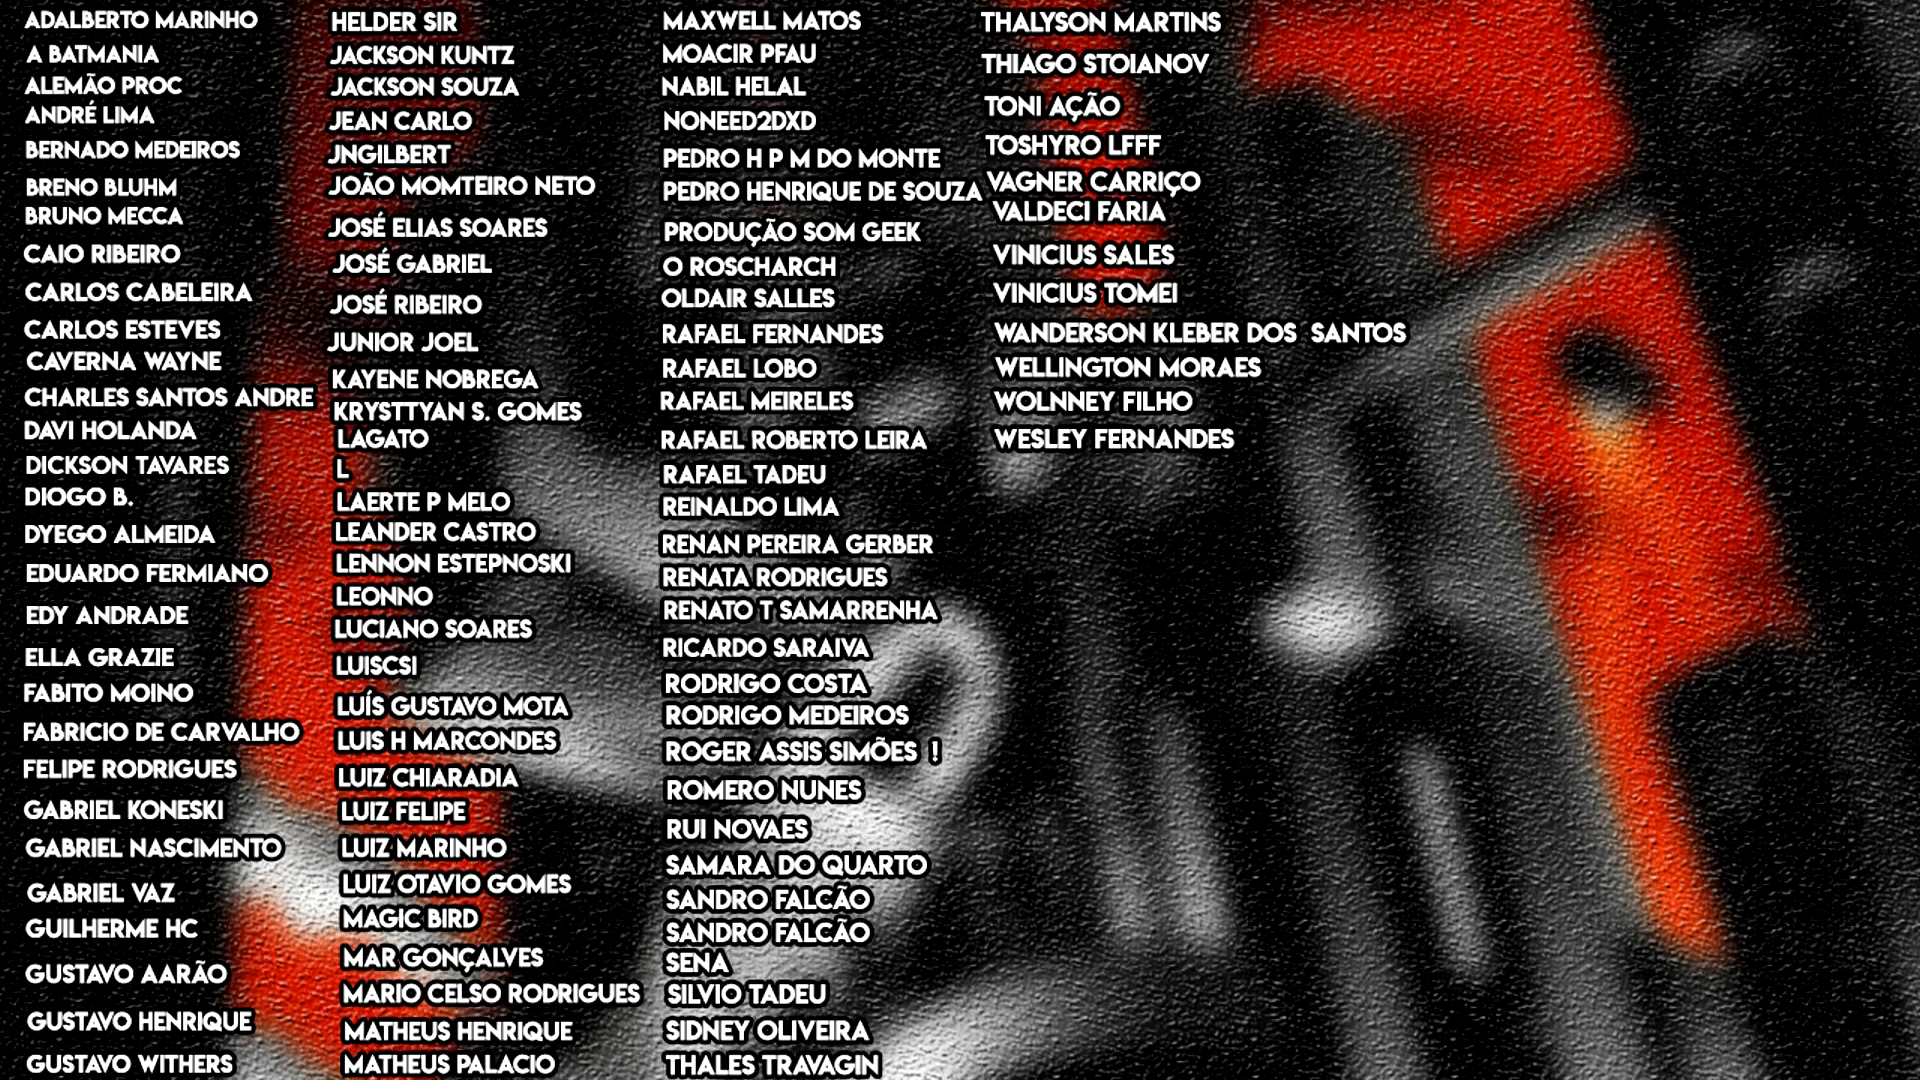 ADALBERTO MARINHO
A BATMANIA
ALEMÃO PROC
ANDRÉ LIMA
BERNADO MEDEIROS
BRENO BLUHM
BRUNO MECCA
CAIO RIBEIRO
CARLOS CABELEIRA
CARLOS ESTEVES
CAVERNA WAYNE
CHARLES SANTOS ANDRE
DAVI HOLANDA
DICKSON TAVARES
DIOGO B.
DYEGO ALMEIDA
EDUARDO FERMIANO
EDY ANDRADE
ELLA GRAZIE
FABITO MOINO
FABRICIO DE CARVALHO
FELIPE RODRIGUES
GABRIEL KONESKI
GABRIEL NASCIMENTO
GABRIEL VAZ
GUILHERME HC
GUSTAVO AARÃO
GUSTAVO HENRIQUE
GUSTAVO WITHERS
HELDER SIR
JACKSON KUNTZ
JACKSON SOUZA
JEAN CARLO
JNGILBERT
JOÃO MOMTEIRO NETO
JOSÉ ELIAS SOARES
JOSÉ GABRIEL
JOSÉ RIBEIRO
JUNIOR JOEL
KAYENE NOBREGA
KRYSTTYAN S. GOMES
LAGATO
L
LAERTE P MELO
LEANDER CASTRO
LENNON ESTEPNOSKI
LEONNO
LUCIANO SOARES
LUISCSI
LUÍS GUSTAVO MOTA
LUIS H MARCONDES
LUIZ CHIARADIA
LUIZ FELIPE
LUIZ MARINHO
LUIZ OTAVIO GOMES
MAGIC BIRD
MAR GONÇALVES
MARIO CELSO RODRIGUES
MATHEUS HENRIQUE
MATHEUS PALACIO
MAXWELL MATOS
MOACIR PFAU
NABIL HELAL
NONEED2DXD
PEDRO H P M DO MONTE
PEDRO HENRIQUE DE SOUZA
PRODUÇÃO SOM GEEK
O ROSCHARCH
OLDAIR SALLES
RAFAEL FERNANDES
RAFAEL LOBO
RAFAEL MEIRELES
RAFAEL ROBERTO LEIRA
RAFAEL TADEU
REINALDO LIMA
RENAN PEREIRA GERBER
RENATA RODRIGUES
RENATO T SAMARRENHA
RICARDO SARAIVA
RODRIGO COSTA
RODRIGO MEDEIROS
ROGER ASSIS SIMÕES !
ROMERO NUNES
RUI NOVAES
SAMARA DO QUARTO
SANDRO FALCÃO
SANDRO FALCÃO
SENA
SILVIO TADEU
SIDNEY OLIVEIRA
THALES TRAVAGIN
THALYSON MARTINS
THIAGO STOIANOV
TONI AÇÃO
TOSHYRO LFFF
VAGNER CARRIÇO
VALDECI FARIA
VINICIUS SALES
VINICIUS TOMEI
WANDERSON KLEBER DOS SANTOS
WELLINGTON MORAES
WOLNNEY FILHO
WESLEY FERNANDES